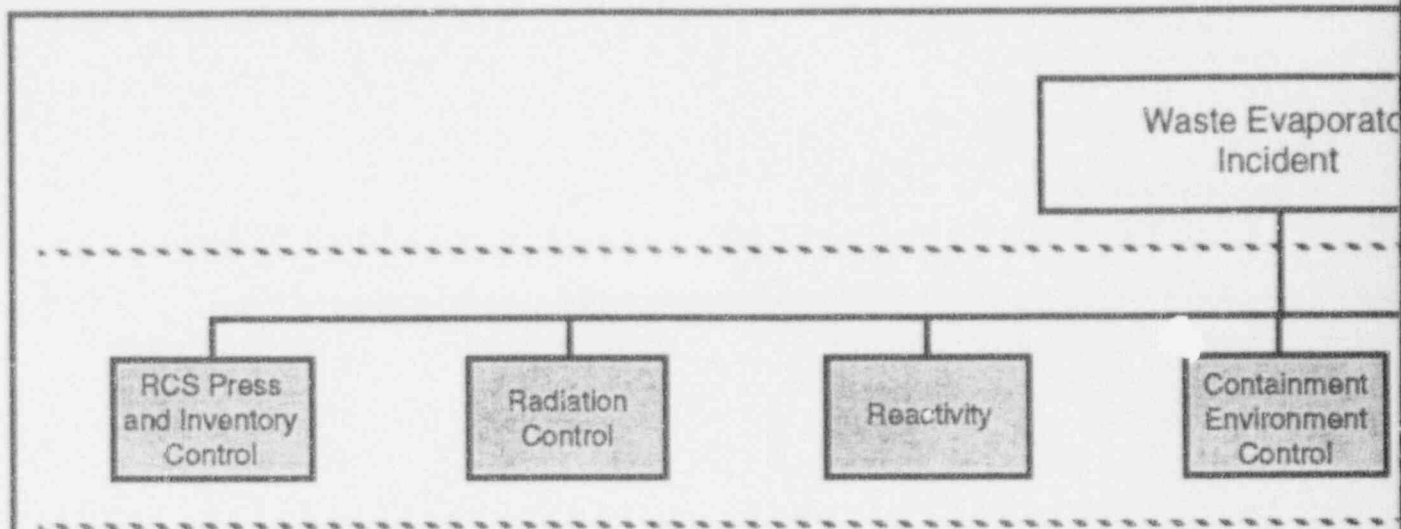 Waste Evaporato
Incident
RCS Press
and Inventory
Control
Radiation
Control
Reactivity
Containment
Environment
Control